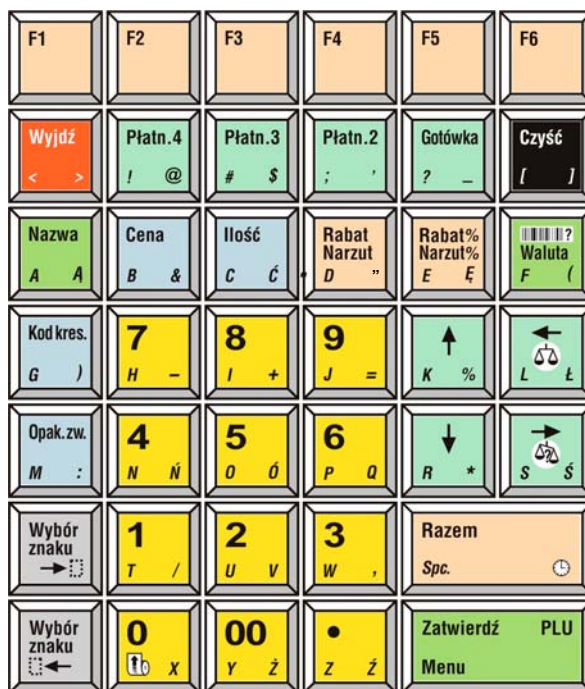 F1 F2 F3 F4 F5 F6
Wyjdź Płatn.4 Płatn.3 Płatn.2 Gotówka Czyść
< > ! @ # $ ; ' ? _ [ ]
Nazwa Cena Ilość Rabat Rabat% ?
Narzut Narzut% Waluta
A Ą B & C Ć " D " E Ę F (
Kod kres. 7 8 9 ↑ ←
G ) H – I + J = K % L Ł
Opak.zw. 4 5 6 ↓ → ?
M : N Ń O Ó P Q R * S Ś
Wybór 1 2 3 Razem
znaku
→ T / U V W , Spc.
Wybór 0 00 • Zatwierdź PLU
znaku
← X Y Ż Z Ź Menu